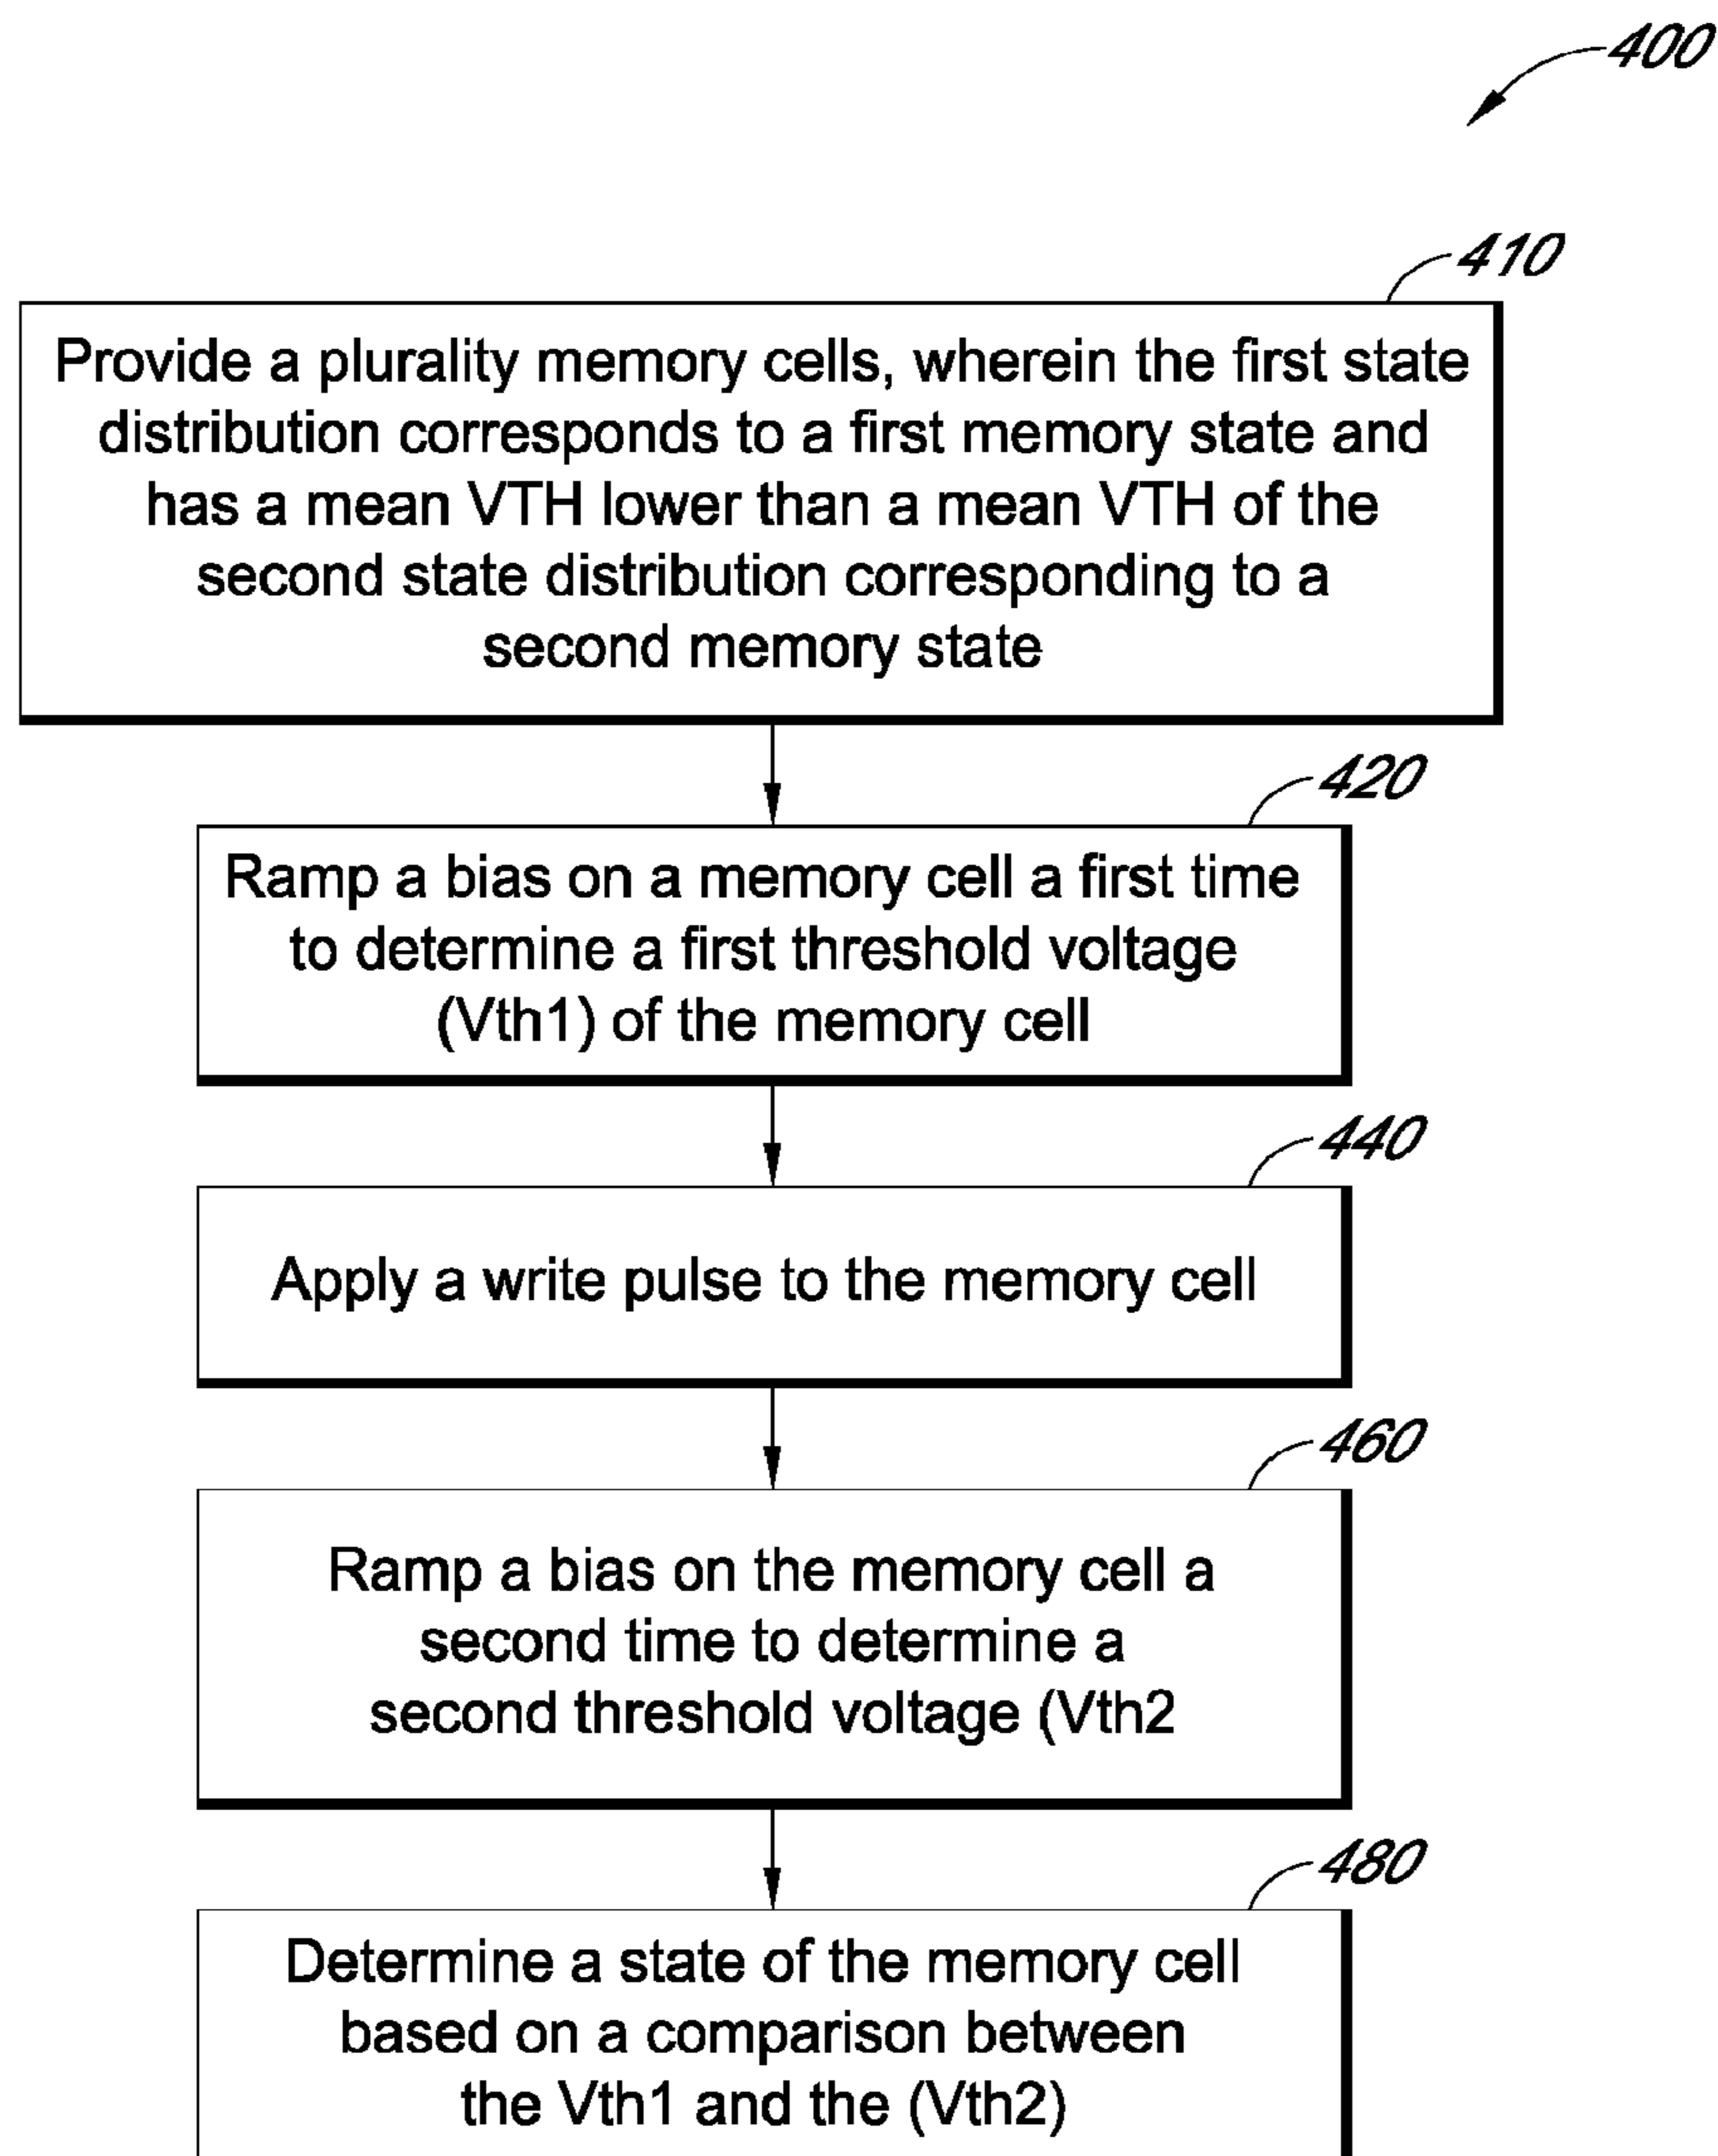 400
410
Provide a plurality memory cells, wherein the first state
distribution corresponds to a first memory state and
has a mean VTH lower than a mean VTH of the
second state distribution corresponding to a
second memory state
420
Ramp a bias on a memory cell a first time
to determine a first threshold voltage
(Vth1) of the memory cell
440
Apply a write pulse to the memory cell
460
Ramp a bias on the memory cell a
second time to determine a
second threshold voltage (Vth2
480
Determine a state of the memory cell
based on a comparison between
the Vth1 and the (Vth2)